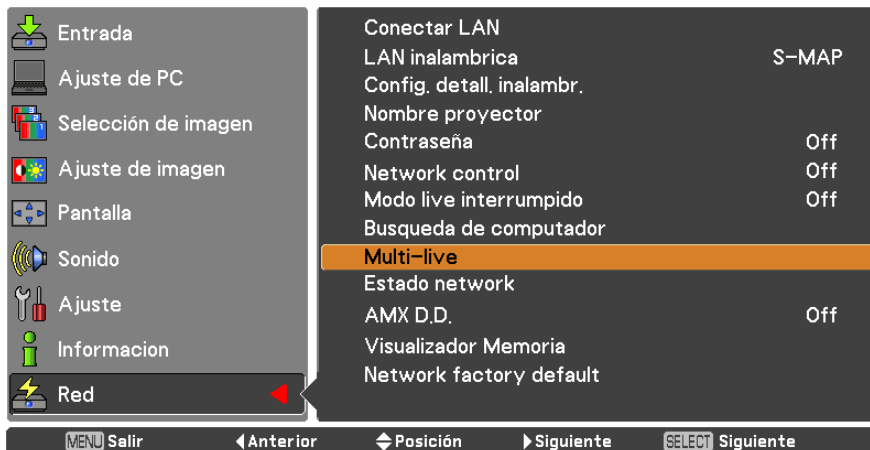 Entrada
Ajuste de PC
Selección de imagen
Ajuste de imagen
Pantalla
Sonido
Ajuste
Informacion
Red
Conectar LAN
LAN inalambrica S-MAP
Config. detall. inalambr.
Nombre proyector
Contraseña Off
Network control Off
Modo live interrumpido Off
Busqueda de computador
Multi-live
Estado network
AMX D.D. Off
Visualizador Memoria
Network factory default
MENU Salir Anterior Posición Siguiente SELECT Siguiente